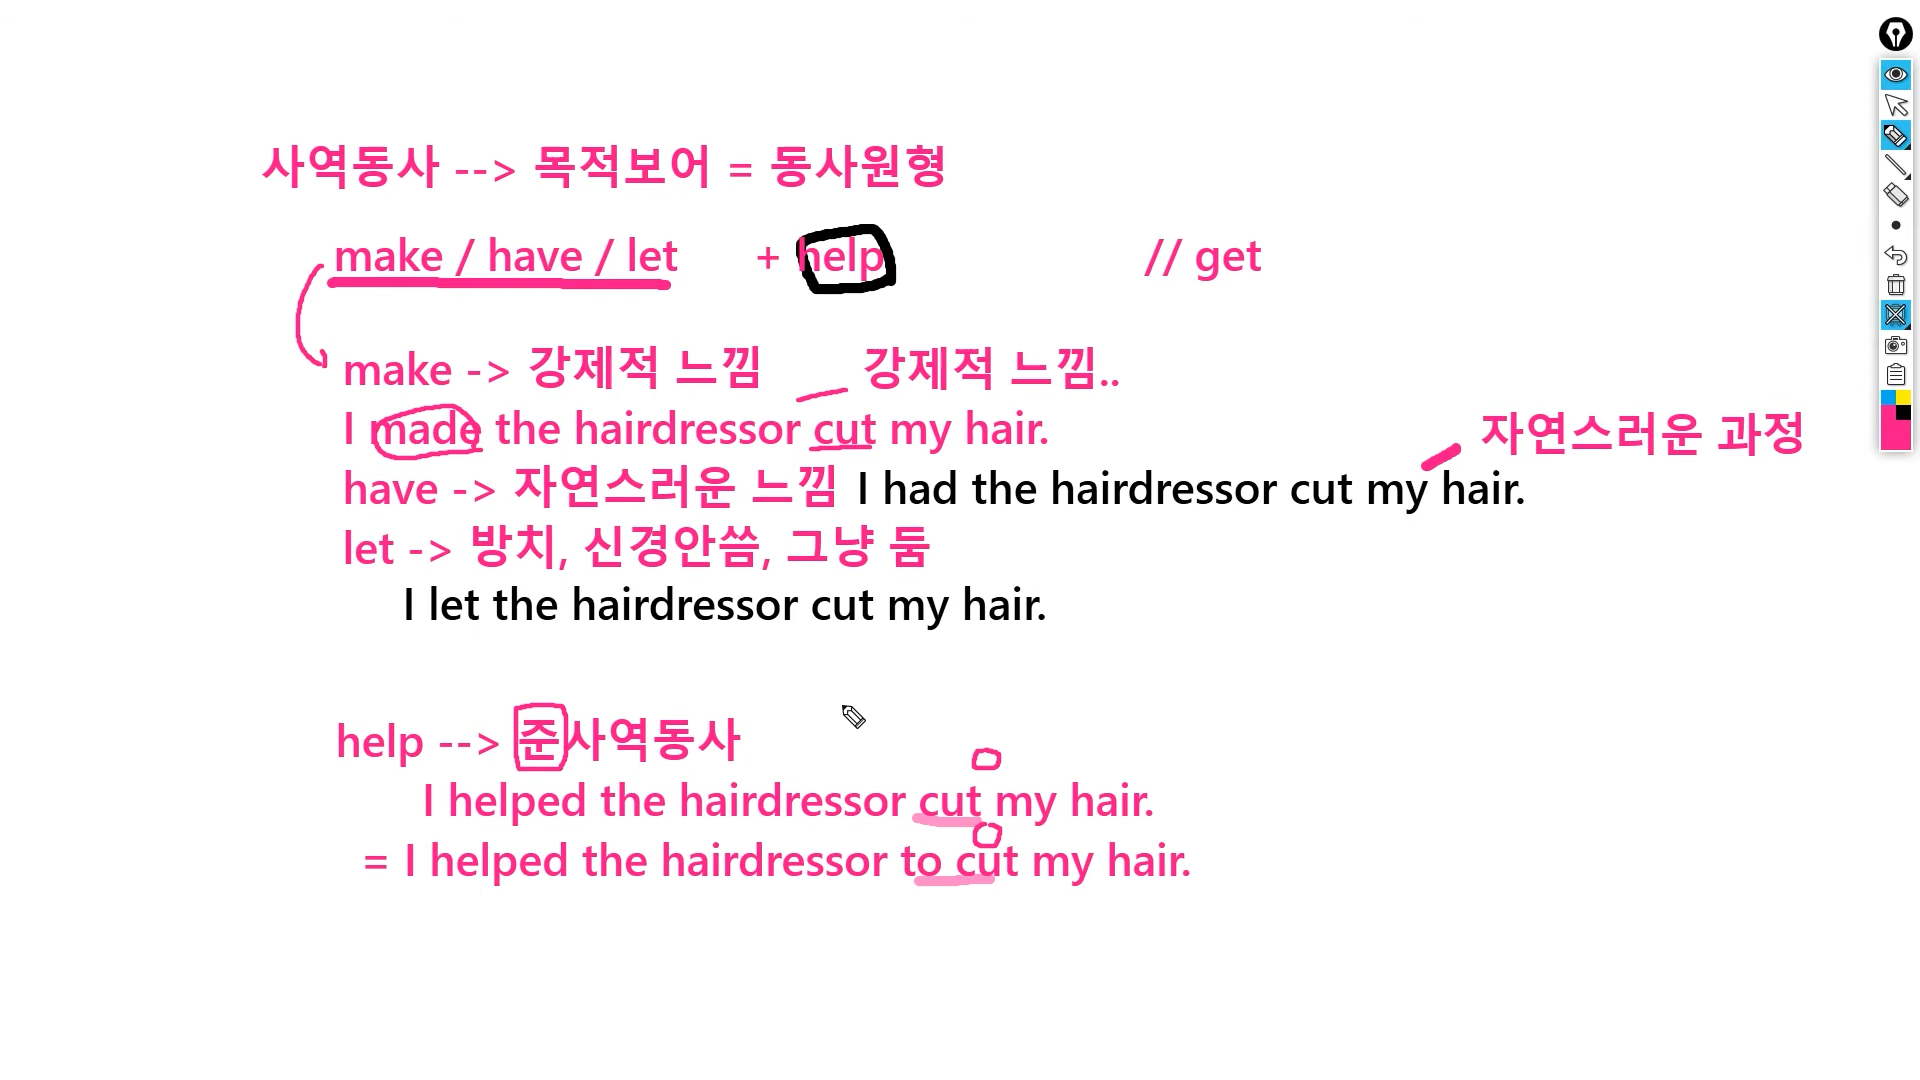 사역동사 --> 목적보어 = 동사원형
make / have / let + help // get
make -> 강제적 느낌 강제적 느낌..
I made the hairdressor cut my hair.
자연스러운 과정
have -> 자연스러운 느낌 I had the hairdressor cut my hair.
let -> 방치, 신경안씀, 그냥 둠
I let the hairdressor cut my hair.
help --> 준사역동사
I helped the hairdressor cut my hair.
= I helped the hairdressor to cut my hair.